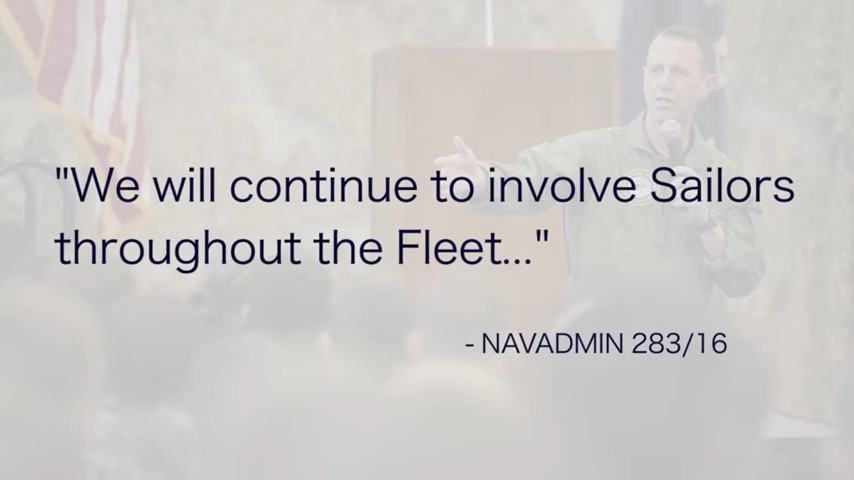 "We will continue to involve Sailors
throughout the Fleet..."
- NAVADMIN 283/16